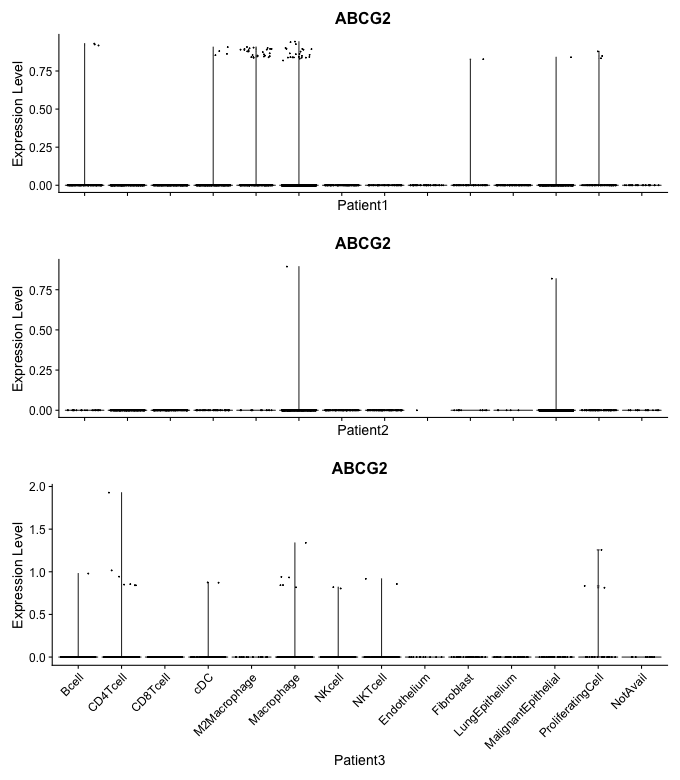 ABCG2
Expression Level
0.75
0.50
0.25
0.00
Patient1
ABCG2
Expression Level
0.75
0.50
0.25
0.00
Patient2
ABCG2
Expression Level
2.0
1.5
1.0
0.5
0.0
Bcell
CD4Tcell
CD8Tcell
cDC
M2Macrophage
Macrophage
NKcell
NKTcell
Endothelium
Fibroblast
LungEpithelium
MalignantEpithelial
ProliferatingCell
NotAvail
Patient3